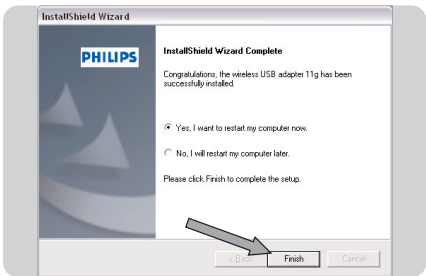 InstallShield Wizard
PHILIPS
InstallShield Wizard Complete
Congratulations, the wireless USB adapter 11g has been
successfully installed.
Yes, I want to restart my computer now.
No, I will restart my computer later.
Please click Finish to complete the setup.
< Back
Finish
Cancel